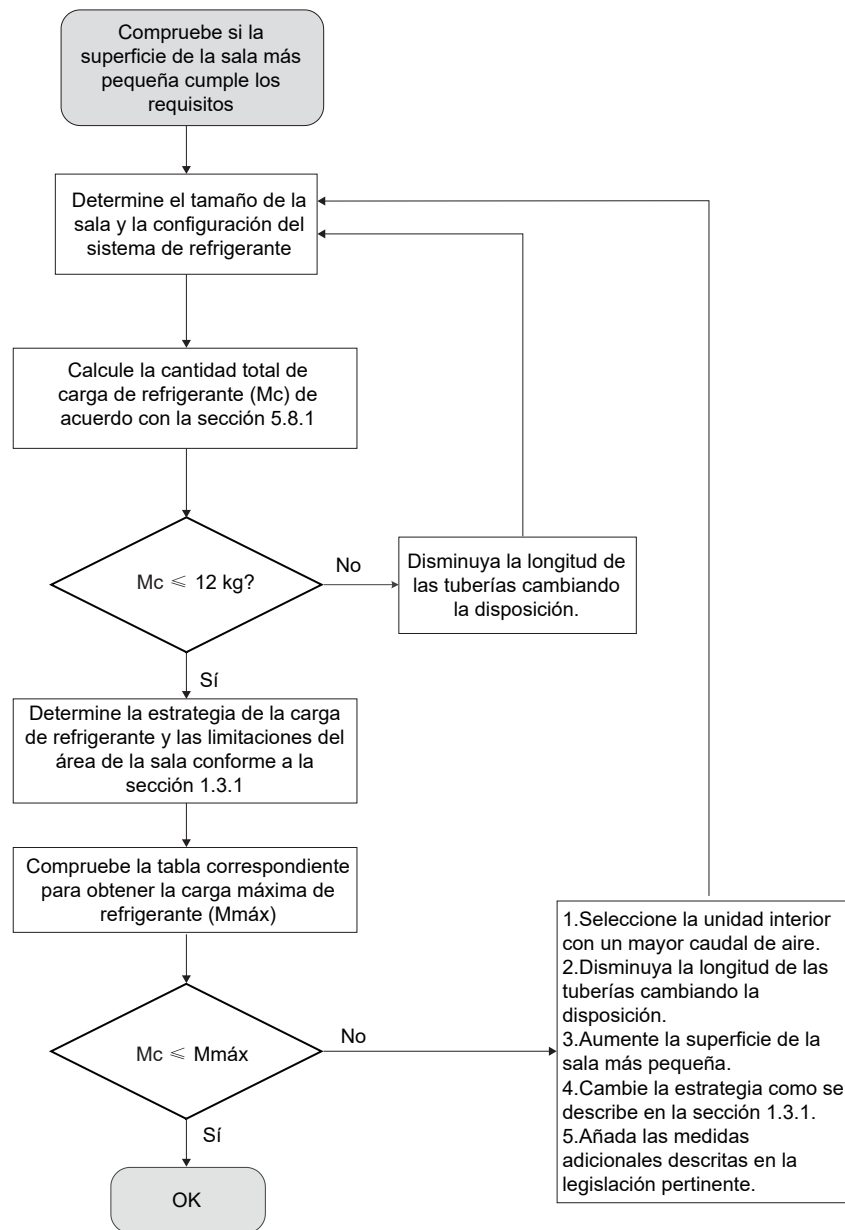 Compruebe si la
superficie de la sala más
pequeña cumple los
requisitos
Determine el tamaño de la
sala y la configuración del
sistema de refrigerante
Calcule la cantidad total de
carga de refrigerante (Mc) de
acuerdo con la sección 5.8.1
Mc ≤ 12 kg?
No
Disminuya la longitud de
las tuberías cambiando
la disposición.
Sí
Determine la estrategia de la carga
de refrigerante y las limitaciones del
área de la sala conforme a la
sección 1.3.1
Compruebe la tabla correspondiente
para obtener la carga máxima de
refrigerante (Mmáx)
Mc ≤ Mmáx
No
1.Seleccione la unidad interior
con un mayor caudal de aire.
2.Disminuya la longitud de las
tuberías cambiando la
disposición.
3.Aumente la superficie de la
sala más pequeña.
4.Cambie la estrategia como se
describe en la sección 1.3.1.
5.Añada las medidas
adicionales descritas en la
legislación pertinente.
Sí
OK